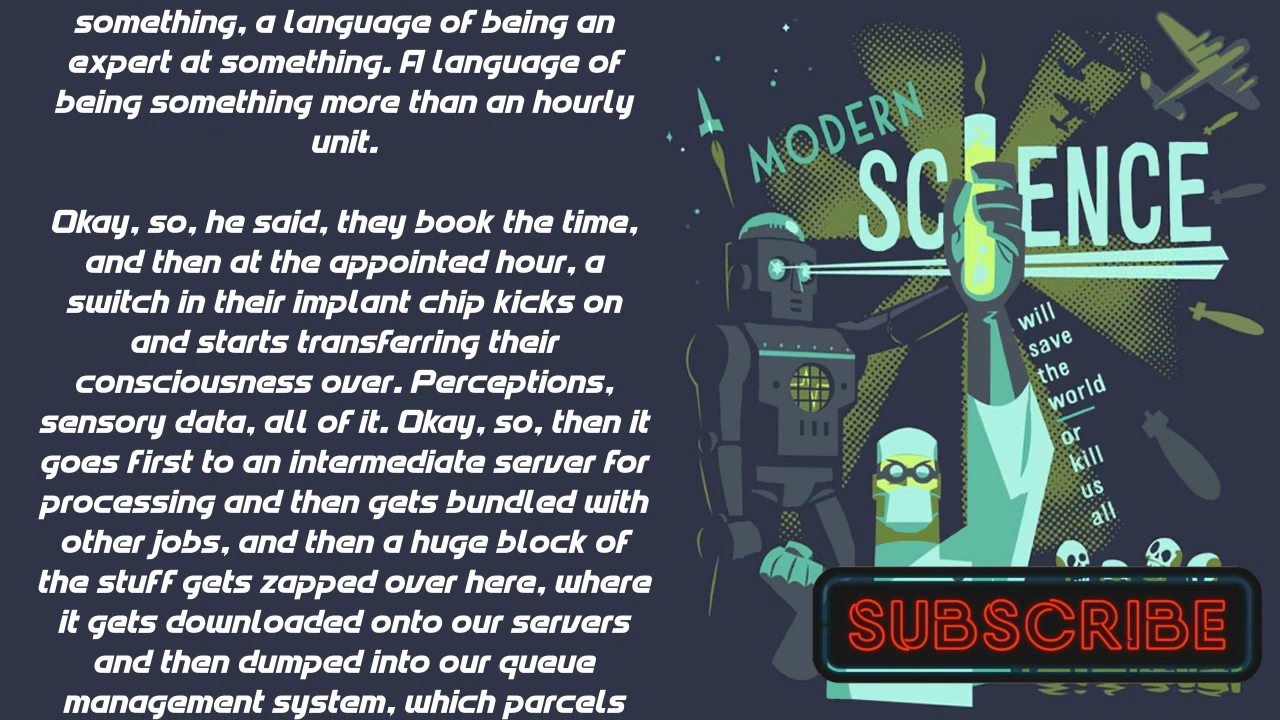 something, a language of being an
expert at something. A language of
being something more than an hourly
unit.
Okay, so, he said, they book the time,
and then at the appointed hour, a
switch in their implant chip kicks on
and starts transferring their
consciousness over. Perceptions,
sensory data, all of it. Okay, so, then it
goes first to an intermediate server for
processing and then gets bundled with
other jobs, and then a huge block of
the stuff gets zapped over here, where
it gets downloaded onto our servers
and then dumped into our queue
management system, which parcels
MODERN
SCIENCE
will
save
the
world
or
kill
us
all
SUBSCRIBE